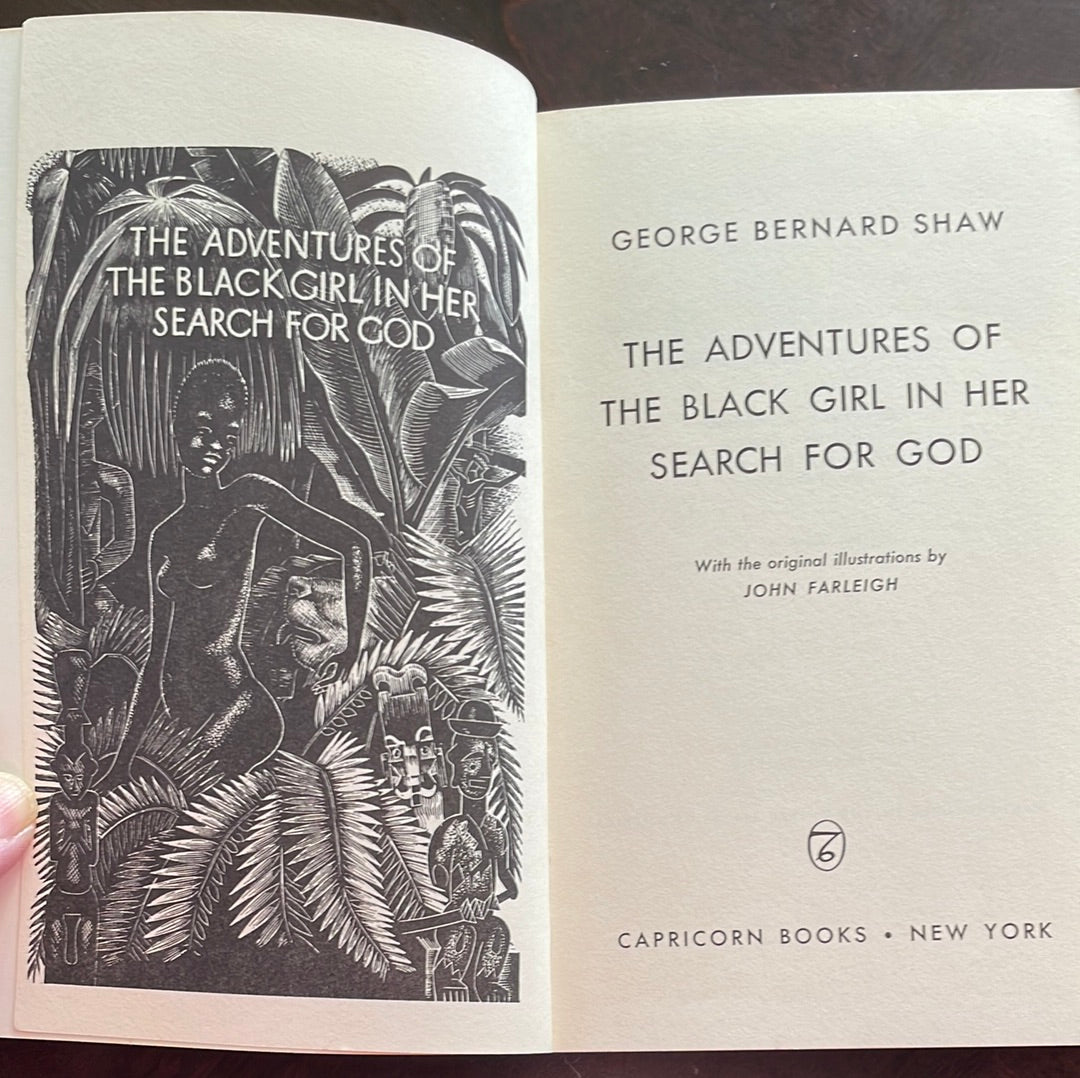 THE ADVENTURES OF
THE BLACK GIRL IN HER
SEARCH FOR GOD
GEORGE BERNARD SHAW
THE ADVENTURES OF
THE BLACK GIRL IN HER
SEARCH FOR GOD
With the original illustrations by
JOHN FARLEIGH
CAPRICORN BOOKS • NEW YORK